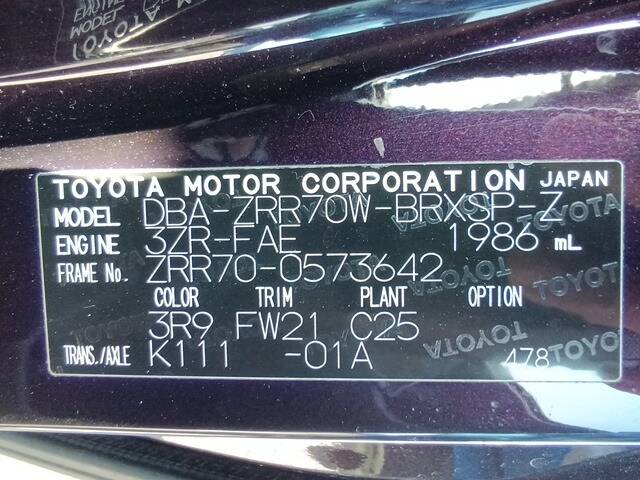 TOYOTA MOTOR CORPORATION JAPAN
MODEL DBA-ZRR70W-BRXSP-Z
ENGINE 3ZR-FAE 1986 mL
FRAME No. ZRR70-0573642
COLOR TRIM PLANT OPTION
3R9 FW21 C25
TRANS./AXLE K111 -01A 478